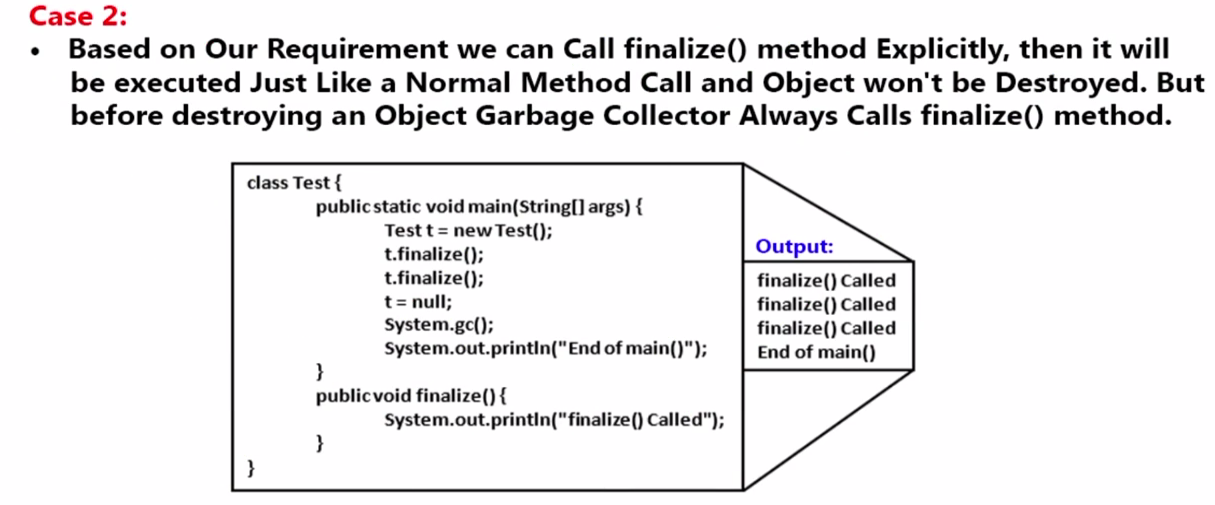 Case 2:
• Based on Our Requirement we can Call finalize() method Explicitly, then it will
be executed Just Like a Normal Method Call and Object won't be Destroyed. But
before destroying an Object Garbage Collector Always Calls finalize() method.
class Test {
public static void main(String[] args) {
Test t = new Test();
t.finalize();
t.finalize();
t = null;
System.gc();
System.out.println("End of main()");
}
public void finalize() {
System.out.println("finalize() Called");
}
}
Output:
finalize() Called
finalize() Called
finalize() Called
End of main()